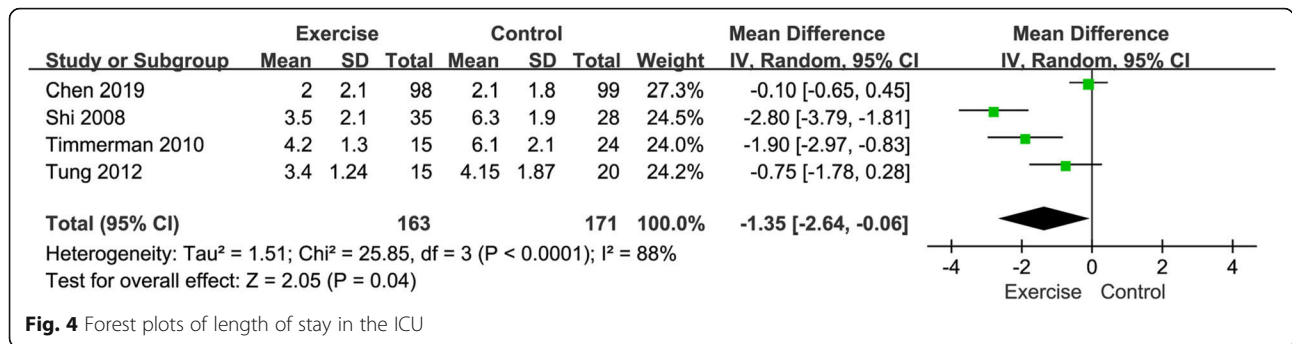 Exercise Control Mean Difference Mean Difference
Study or Subgroup Mean SD Total Mean SD Total Weight IV, Random, 95% CI IV, Random, 95% CI
Chen 2019 2 2.1 98 2.1 1.8 99 27.3% -0.10 [-0.65, 0.45]
Shi 2008 3.5 2.1 35 6.3 1.9 28 24.5% -2.80 [-3.79, -1.81]
Timmerman 2010 4.2 1.3 15 6.1 2.1 24 24.0% -1.90 [-2.97, -0.83]
Tung 2012 3.4 1.24 15 4.15 1.87 20 24.2% -0.75 [-1.78, 0.28]
Total (95% CI) 163 171 100.0% -1.35 [-2.64, -0.06]
Heterogeneity: Tau² = 1.51; Chi² = 25.85, df = 3 (P < 0.0001); I² = 88%
Test for overall effect: Z = 2.05 (P = 0.04)
-4 -2 0 2 4
Exercise Control
Fig. 4 Forest plots of length of stay in the ICU